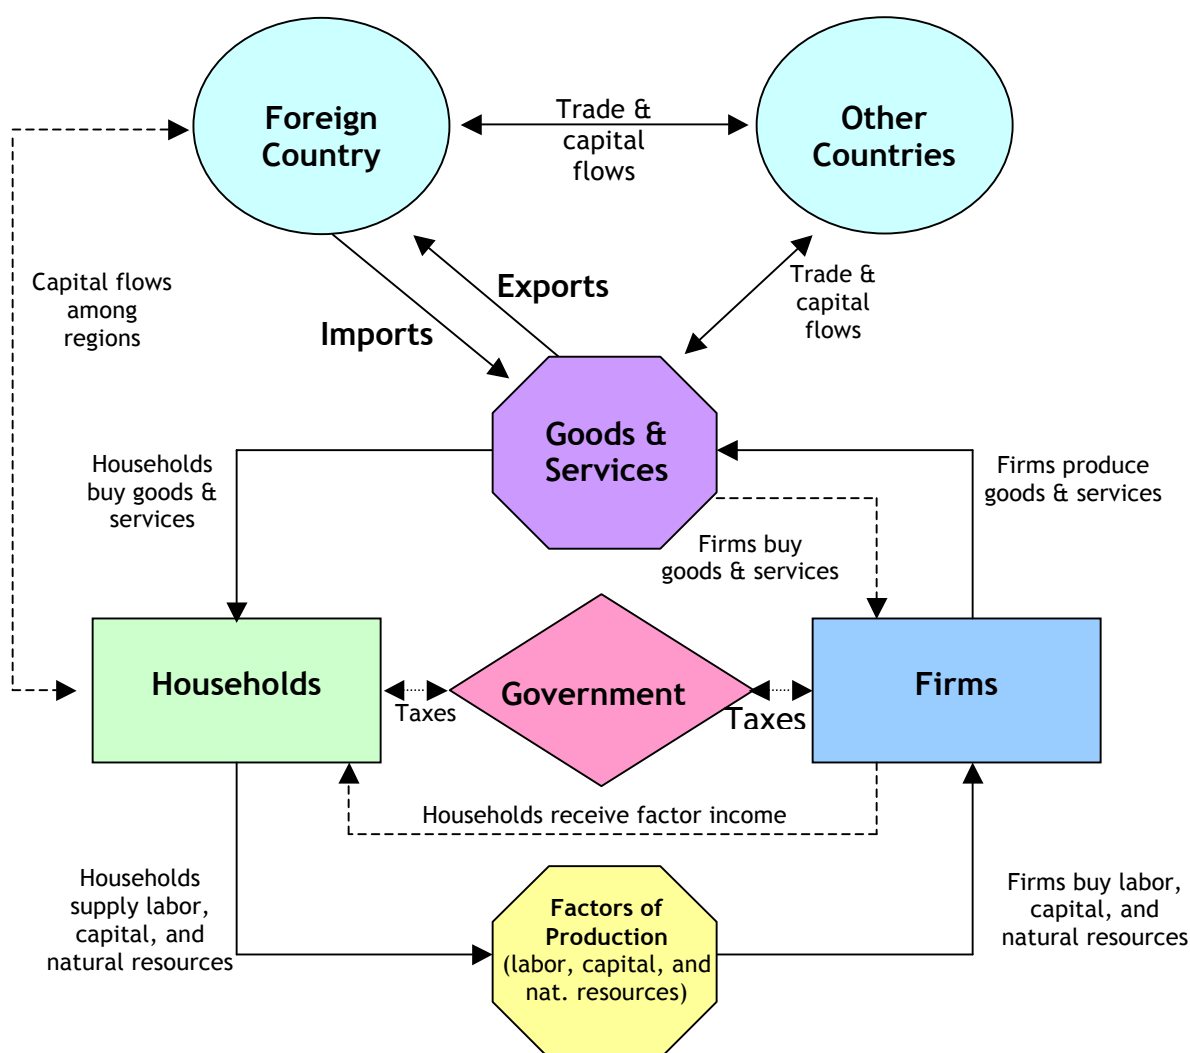 Foreign
Country
Trade &
capital
flows
Other
Countries
Capital flows
among
regions
Exports
Imports
Trade &
capital
flows
Goods &
Services
Households
buy goods &
services
Firms produce
goods & services
Firms buy
goods & services
Households
Taxes
Government
Taxes
Firms
Households receive factor income
Households
supply labor,
capital, and
natural resources
Factors of
Production
(labor, capital, and
nat. resources)
Firms buy labor,
capital, and
natural resources